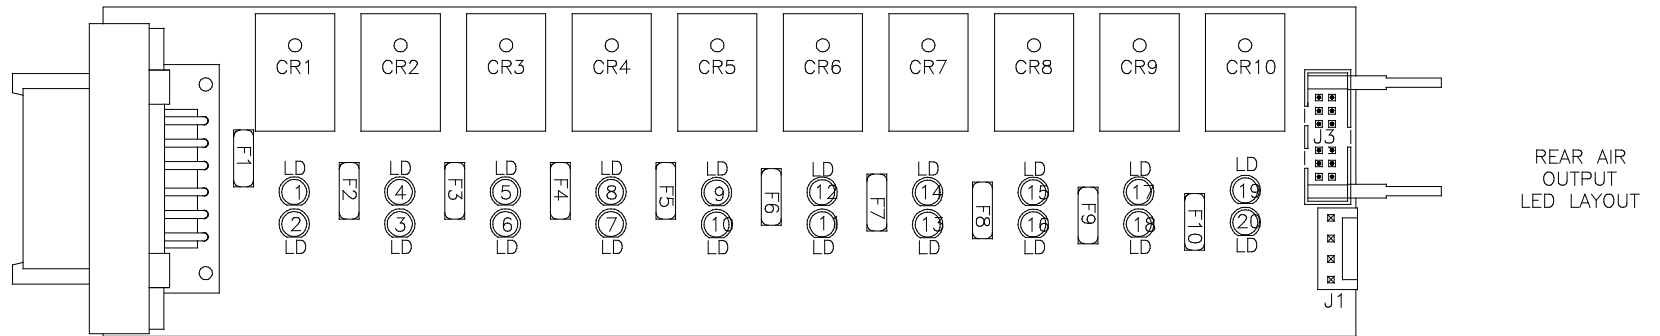 CR1 CR2 CR3 CR4 CR5 CR6 CR7 CR8 CR9 CR10
J3
F1
LD LD LD LD LD LD LD LD LD LD
F2 F3 F4 F5 F6 F7 F8 F9 F10
1 4 5 8 9 12 14 15 17 19
2 3 6 7 10 11 13 16 18 20
LD LD LD LD LD LD LD LD LD LD
J1
REAR AIR
OUTPUT
LED LAYOUT